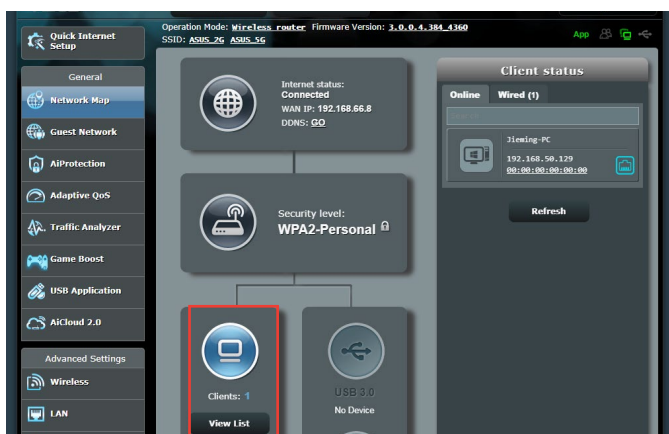 Operation Mode: Wireless router Firmware Version: 3.0.0.4.384_4360
SSID: ASUS_2G ASUS_5G
App
Quick Internet
Setup
General
Network Map
Guest Network
AiProtection
Adaptive QoS
Traffic Analyzer
Game Boost
USB Application
AiCloud 2.0
Advanced Settings
Wireless
LAN
Internet status:
Connected
WAN IP: 192.168.66.8
DDNS: GO
Security level:
WPA2-Personal
Clients: 1
View List
USB 3.0
No Device
Client status
Online Wired (1)
Jieming-PC
192.168.50.129
00:00:00:00:00:00
Refresh